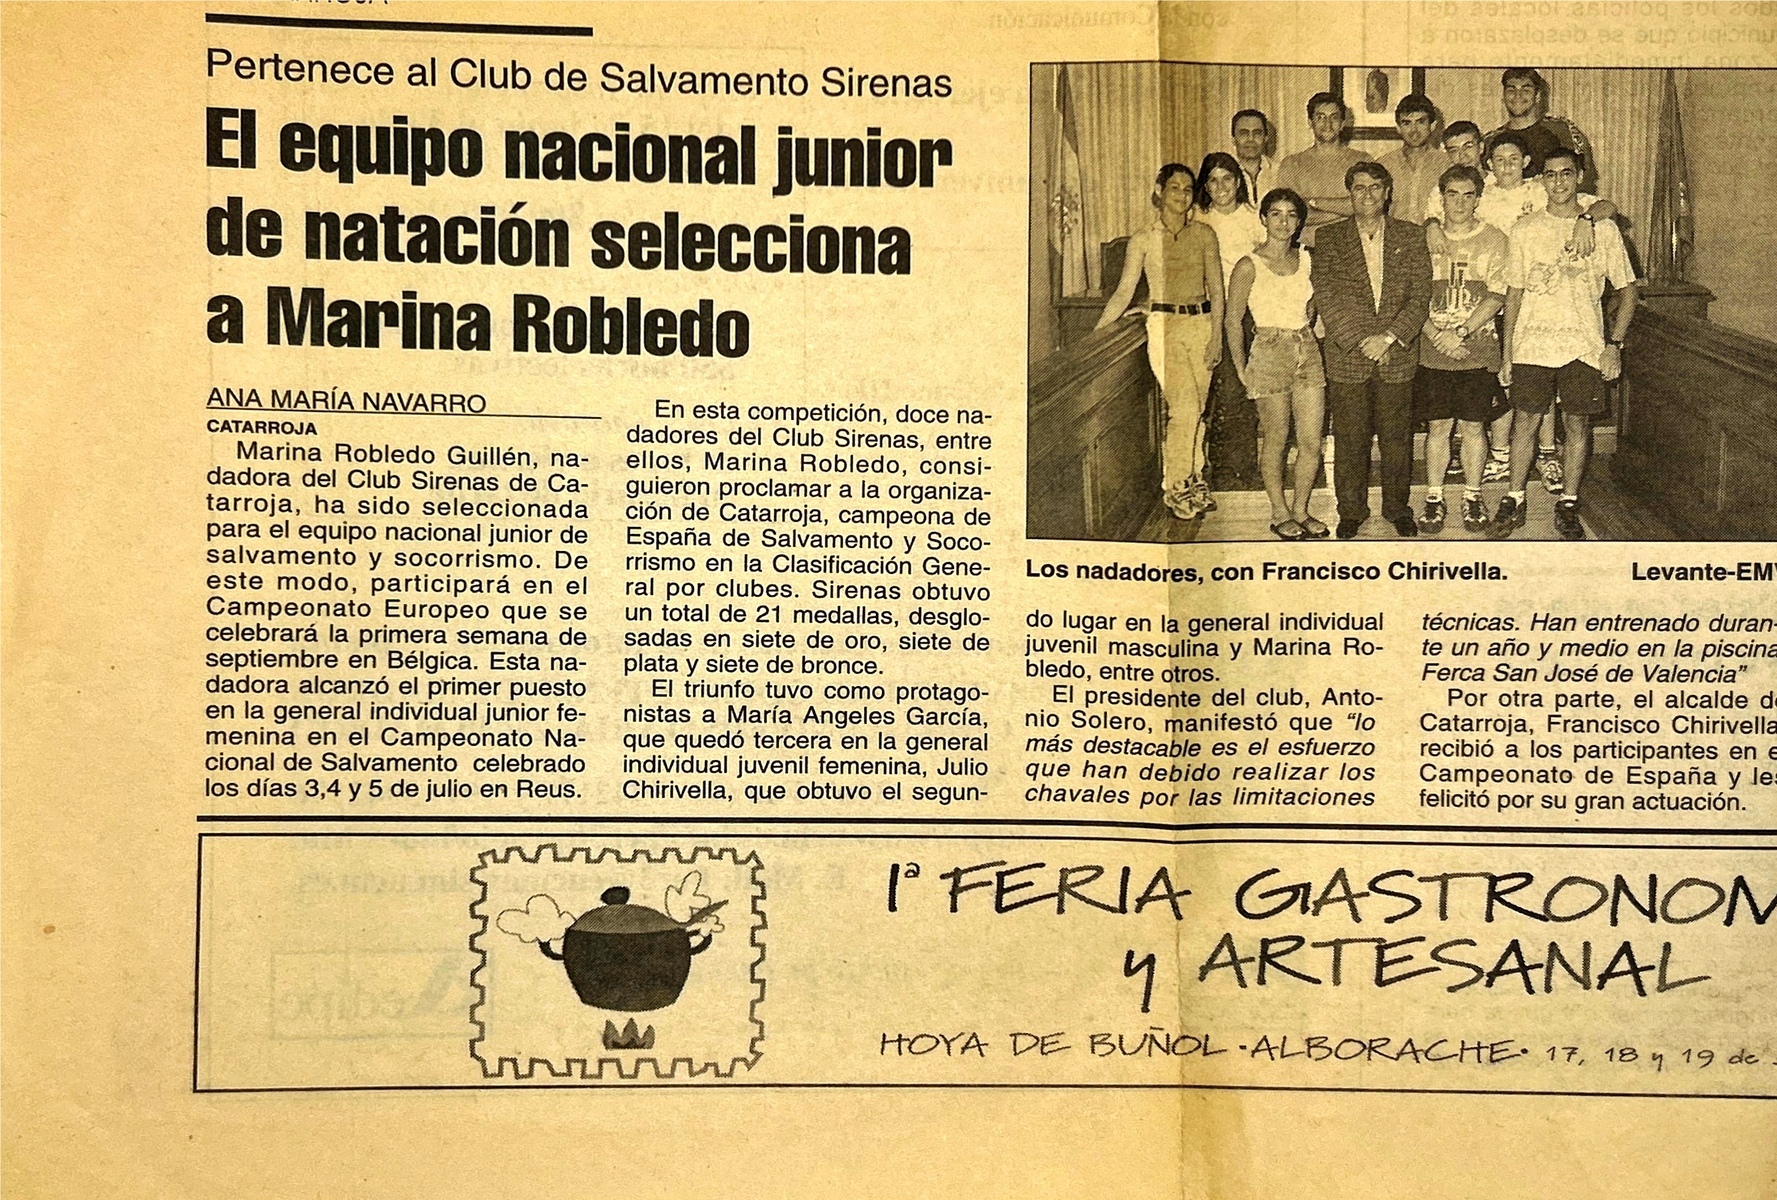 Pertenece al Club de Salvamento Sirenas
El equipo nacional junior
de natación selecciona
a Marina Robledo
ANA MARÍA NAVARRO
CATARROJA
Marina Robledo Guillén, na-
dadora del Club Sirenas de Ca-
tarroja, ha sido seleccionada
para el equipo nacional junior de
salvamento y socorrismo. De
este modo, participará en el
Campeonato Europeo que se
celebrará la primera semana de
septiembre en Bélgica. Esta na-
dadora alcanzó el primer puesto
en la general individual junior fe-
menina en el Campeonato Na-
cional de Salvamento celebrado
los días 3,4 y 5 de julio en Reus.
En esta competición, doce na-
dadores del Club Sirenas, entre
ellos, Marina Robledo, consi-
guieron proclamar a la organiza-
ción de Catarroja, campeona de
España de Salvamento y Soco-
rrismo en la Clasificación Gene-
ral por clubes. Sirenas obtuvo
un total de 21 medallas, desglo-
sadas en siete de oro, siete de
plata y siete de bronce.
El triunfo tuvo como protago-
nistas a María Angeles García,
que quedó tercera en la general
individual juvenil femenina, Julio
Chirivella, que obtuvo el segun-
Los nadadores, con Francisco Chirivella.
Levante-EMV
do lugar en la general individual
juvenil masculina y Marina Ro-
bledo, entre otros.
El presidente del club, Anto-
nio Solero, manifestó que “lo
más destacable es el esfuerzo
que han debido realizar los
chavales por las limitaciones
técnicas. Han entrenado duran-
te un año y medio en la piscina
Ferca San José de Valencia”
Por otra parte, el alcalde de
Catarroja, Francisco Chirivella,
recibió a los participantes en el
Campeonato de España y les
felicitó por su gran actuación.
1ª FERIA GASTRONOM
y ARTESANAL
HOYA DE BUÑOL · ALBORACHE · 17, 18 y 19 de